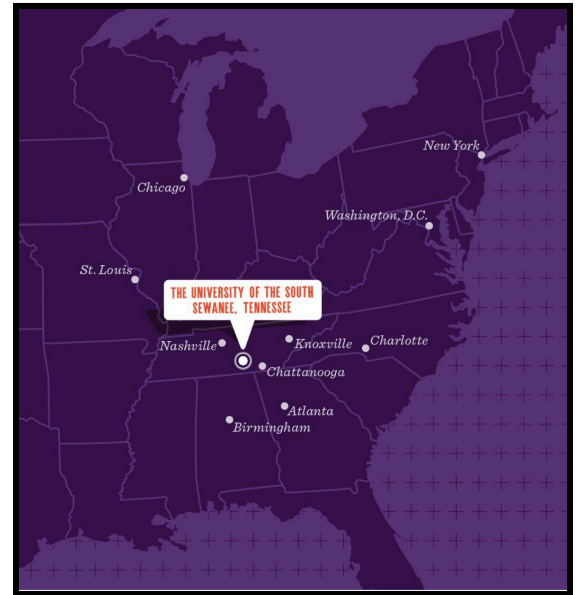 New York
Chicago
Washington, D.C.
St. Louis
THE UNIVERSITY OF THE SOUTH
SEWANEE, TENNESSEE
Nashville
Knoxville
Charlotte
Chattanooga
Atlanta
Birmingham